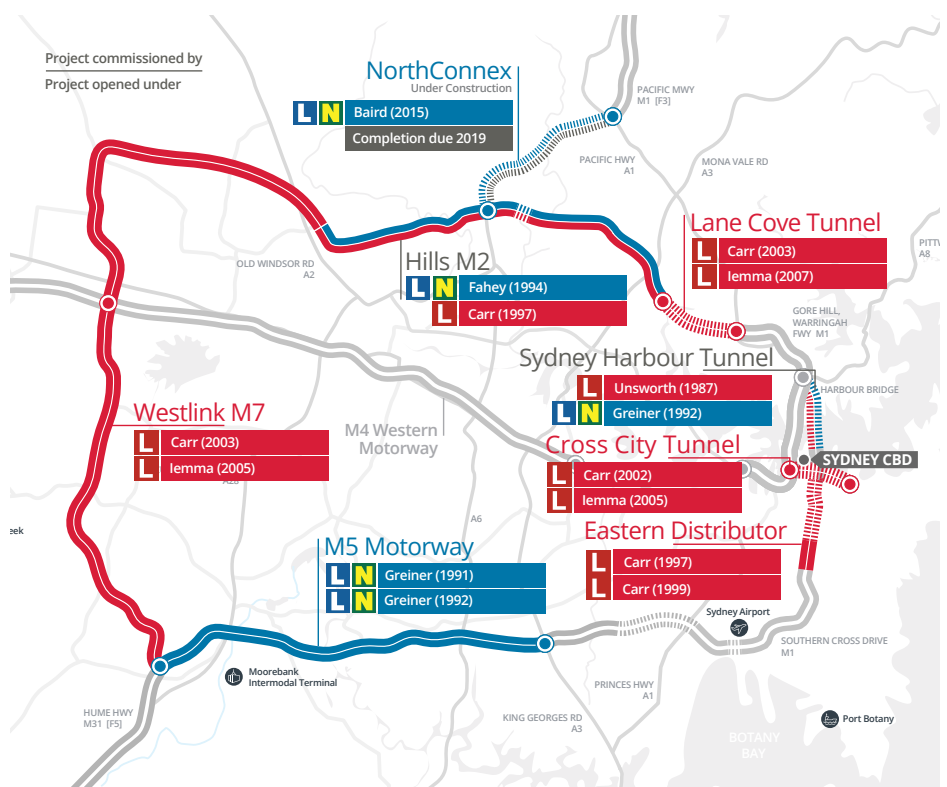 Project commissioned by
Project opened under
NorthConnex
Under Construction
L N Baird (2015)
Completion due 2019
PACIFIC MWY
M1 [F3]
PACIFIC HWY
A1
MONA VALE RD
A3
Lane Cove Tunnel
L Carr (2003)
L Iemma (2007)
A8
OLD WINDSOR RD
A2
Hills M2
L N Fahey (1994)
L Carr (1997)
GORE HILL,
WARRINGAH
FWY M1
Sydney Harbour Tunnel
L Unsworth (1987)
L N Greiner (1992)
HARBOUR BRIDGE
Westlink M7
L Carr (2003)
L Iemma (2005)
M4 Western
Motorway
Cross City Tunnel
L Carr (2002)
L Iemma (2005)
SYDNEY CBD
A6
eek
M5 Motorway
L N Greiner (1991)
L N Greiner (1992)
Eastern Distributor
L Carr (1997)
L Carr (1999)
Sydney Airport
SOUTHERN CROSS DRIVE
M1
Moorebank
Intermodal Terminal
PRINCES HWY
A1
HUME HWY
M31 [F5]
KING GEORGES RD
A3
Port Botany
BOTANY
BAY